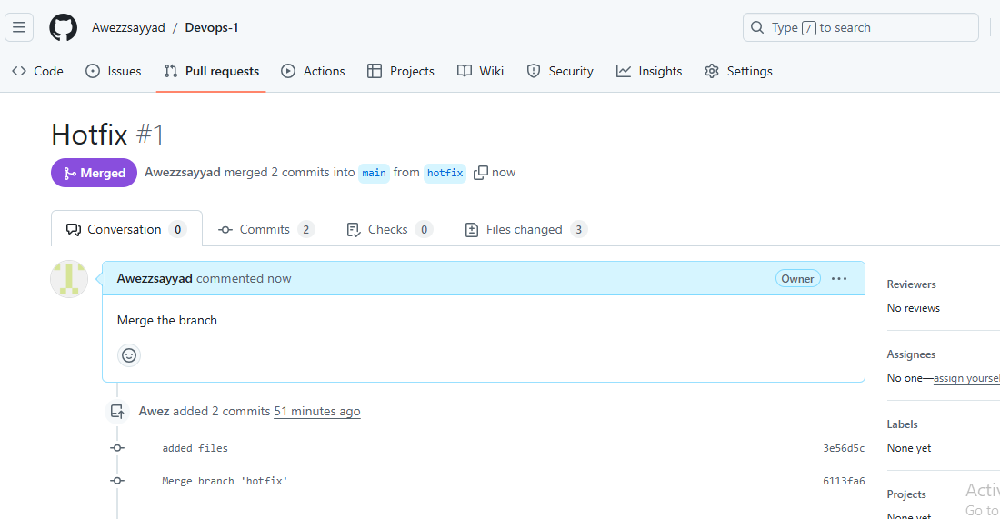 Awezzsayyad / Devops-1
Type / to search
Code Issues Pull requests Actions Projects Wiki Security Insights Settings
Hotfix #1
Merged Awezzsayyad merged 2 commits into main from hotfix now
Conversation 0 Commits 2 Checks 0 Files changed 3
Awezzsayyad commented now Owner
Merge the branch
Awez added 2 commits 51 minutes ago
added files 3e56d5c
Merge branch 'hotfix' 6113fa6
Reviewers
No reviews
Assignees
No one—assign yoursel
Labels
None yet
Projects
None yet
Activ
Go to